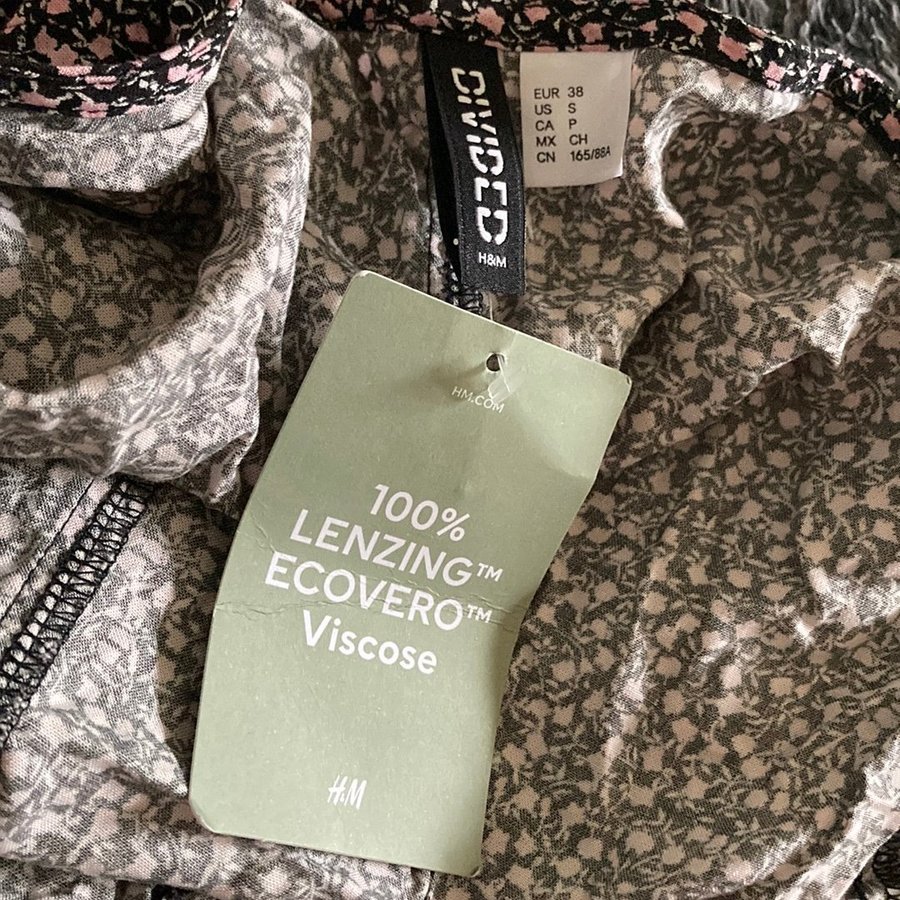 DIVIDED
H&M
EUR 38
US S
CA P
MX CH
CN 165/88A
HM.COM
100%
LENZING™
ECOVERO™
Viscose
H&M